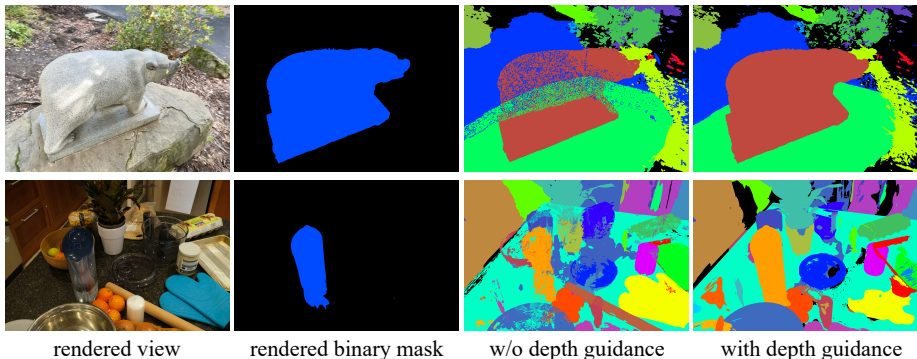 rendered view
rendered binary mask
w/o depth guidance
with depth guidance